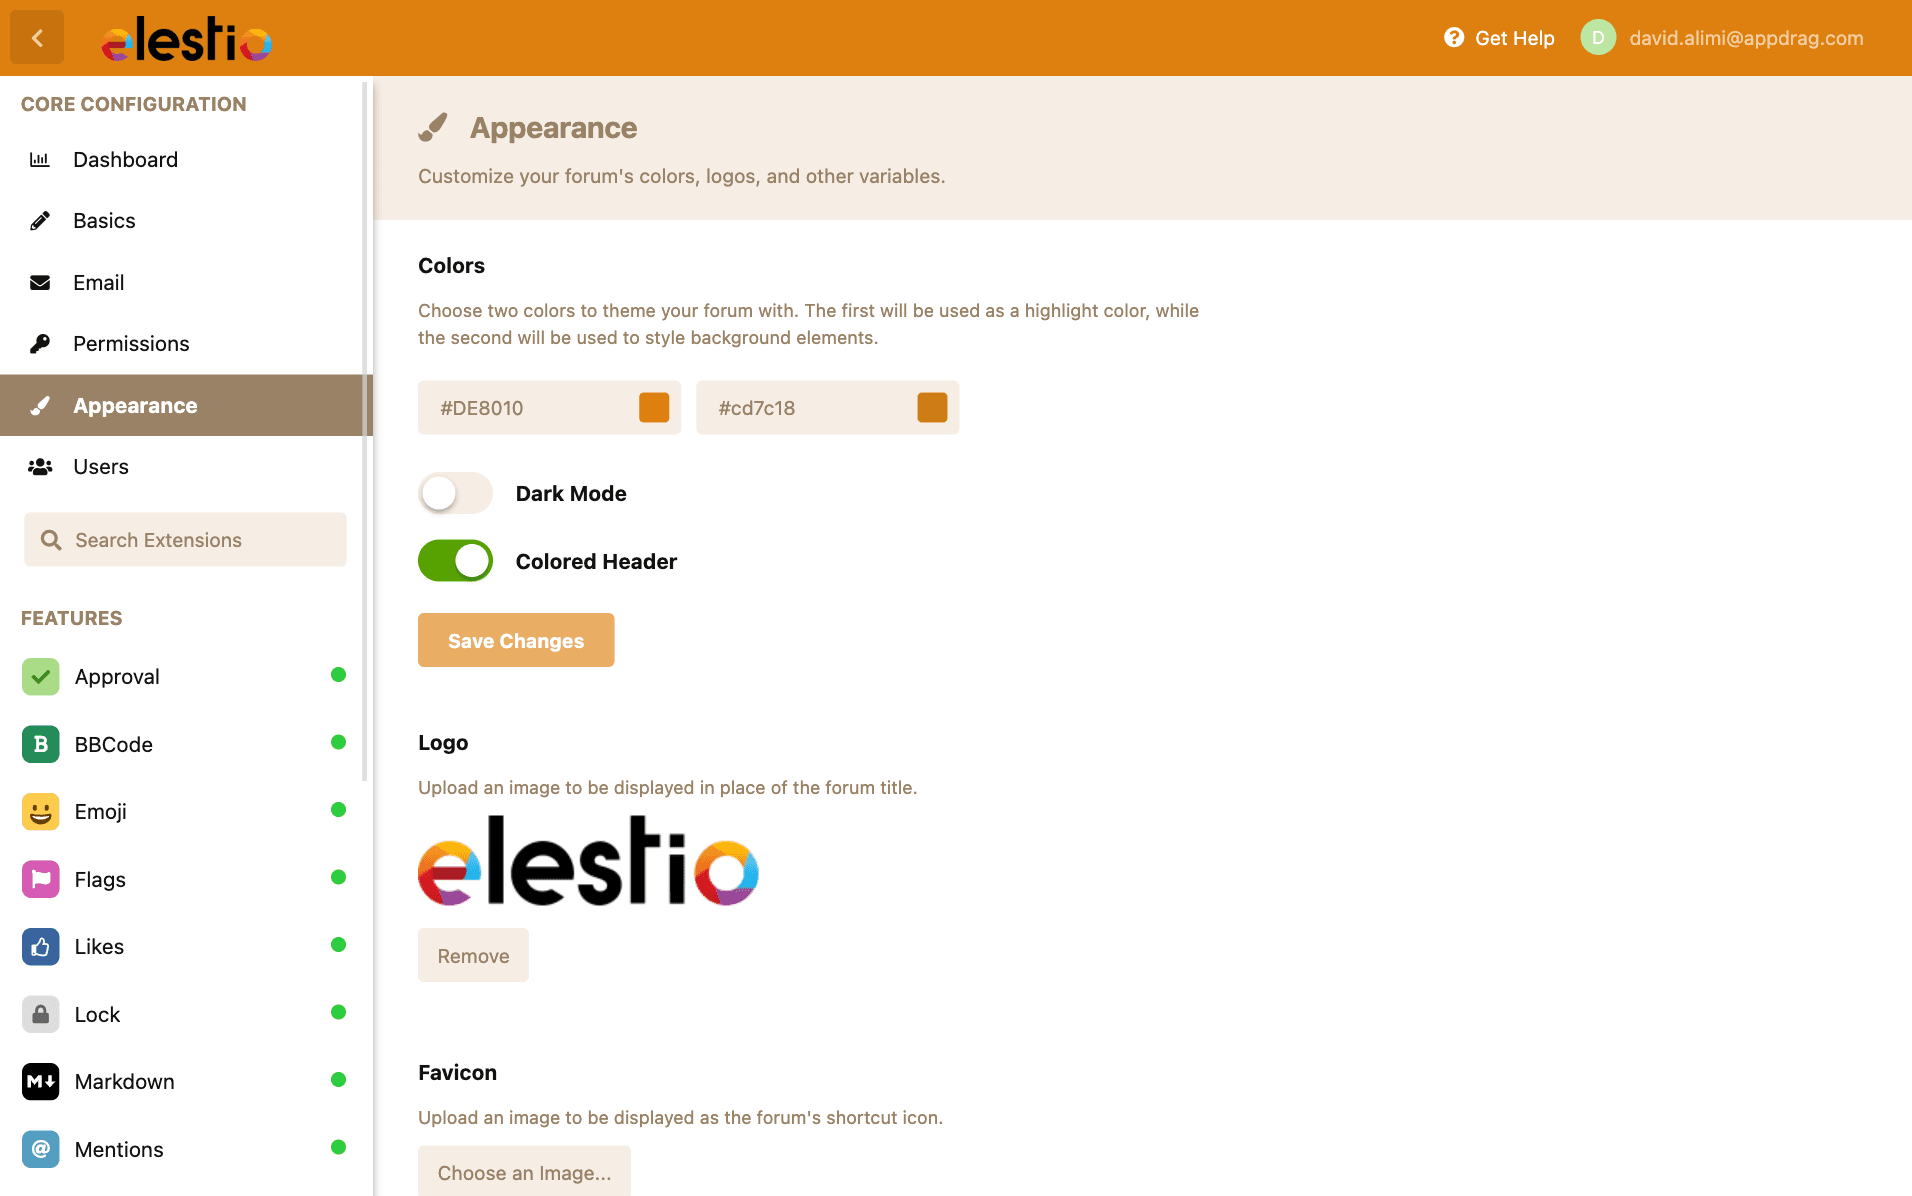 elestio
Get Help
D
david.alimi@appdrag.com
CORE CONFIGURATION
Dashboard
Basics
Email
Permissions
Appearance
Users
Search Extensions
FEATURES
Approval
B BBCode
Emoji
Flags
Likes
Lock
M Markdown
@ Mentions
Appearance
Customize your forum's colors, logos, and other variables.
Colors
Choose two colors to theme your forum with. The first will be used as a highlight color, while
the second will be used to style background elements.
#DE8010
#cd7c18
Dark Mode
Colored Header
Save Changes
Logo
Upload an image to be displayed in place of the forum title.
elestio
Remove
Favicon
Upload an image to be displayed as the forum's shortcut icon.
Choose an Image...